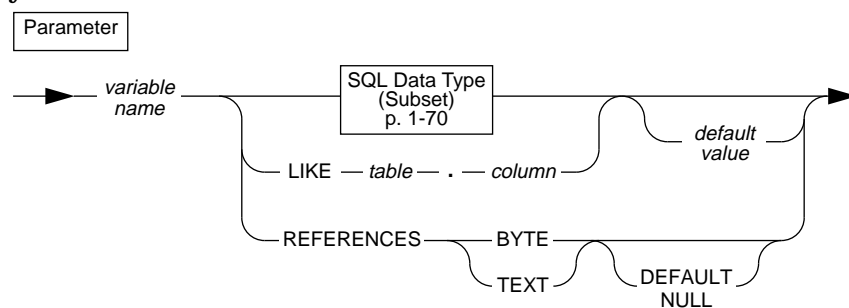 Parameter
variable
name
SQL Data Type
(Subset)
p. 1-70
default
value
LIKE table . column
REFERENCES BYTE
TEXT
DEFAULT
NULL